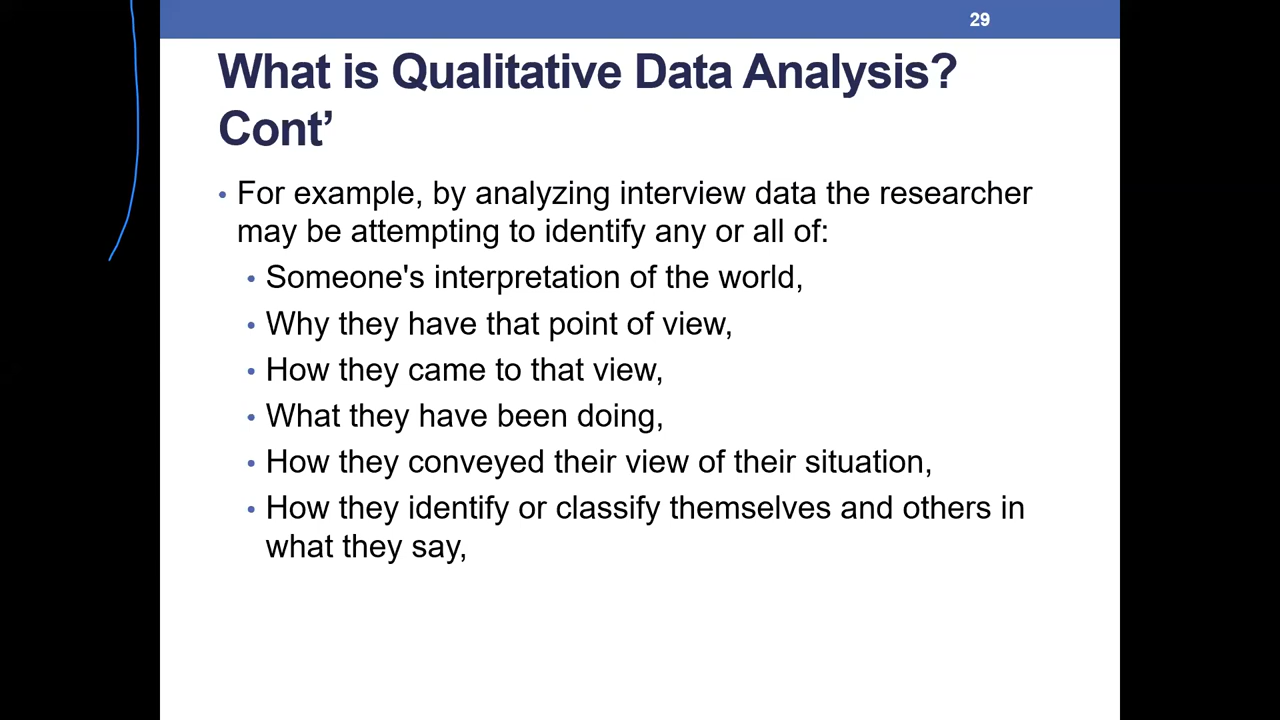 29
What is Qualitative Data Analysis?
Cont’
• For example, by analyzing interview data the researcher
may be attempting to identify any or all of:
• Someone's interpretation of the world,
• Why they have that point of view,
• How they came to that view,
• What they have been doing,
• How they conveyed their view of their situation,
• How they identify or classify themselves and others in
what they say,